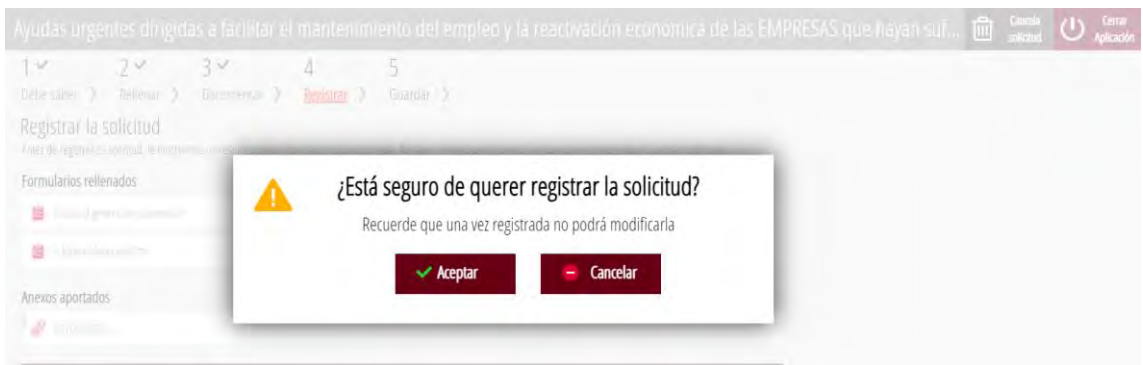 Ayudas urgentes dirigidas a facilitar el mantenimiento del empleo y la reactivación economica de las EMPRESAS que hayan suf...
Cancela solicitud
Cerrar Aplicación
1 2 3 4 5
Debe saber Rellenar Documentar Registrar Guardar
Registrar la solicitud
Formularios rellenados
¿Está seguro de querer registrar la solicitud?
Recuerde que una vez registrada no podrá modificarla
Aceptar Cancelar
Anexos aportados